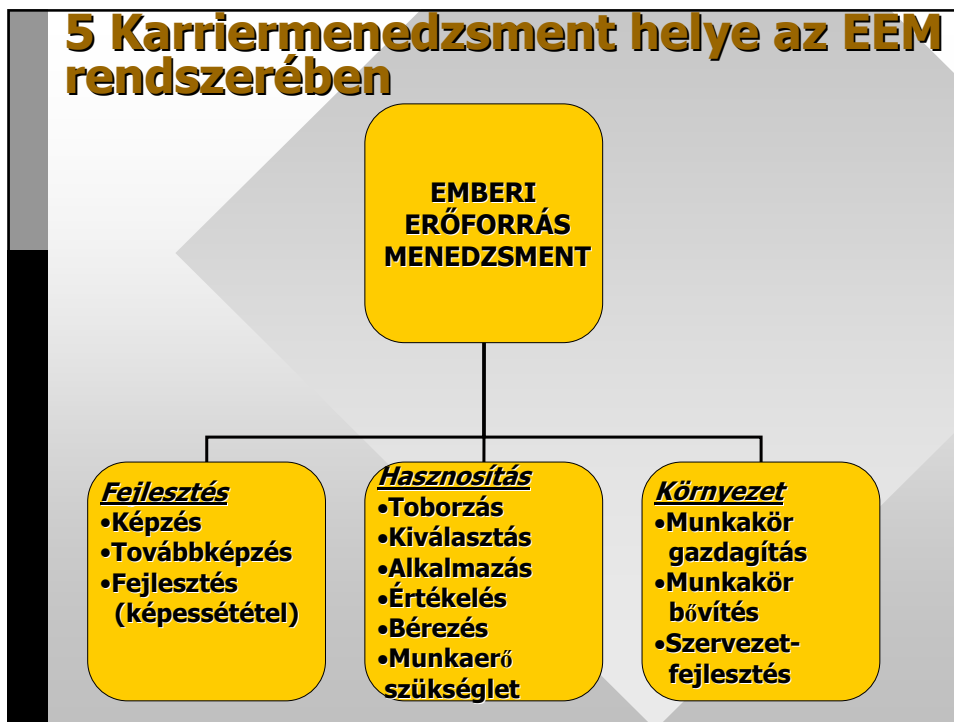 5 Karriermenedzsment helye az EEM
rendszerében
EMBERI
ERŐFORRÁS
MENEDZSMENT
Fejlesztés
•Képzés
•Továbbképzés
•Fejlesztés
(képessététel)
Hasznosítás
•Toborzás
•Kiválasztás
•Alkalmazás
•Értékelés
•Bérezés
•Munkaerő
szükséglet
Környezet
•Munkakör
gazdagítás
•Munkakör
bővítés
•Szervezet-
fejlesztés